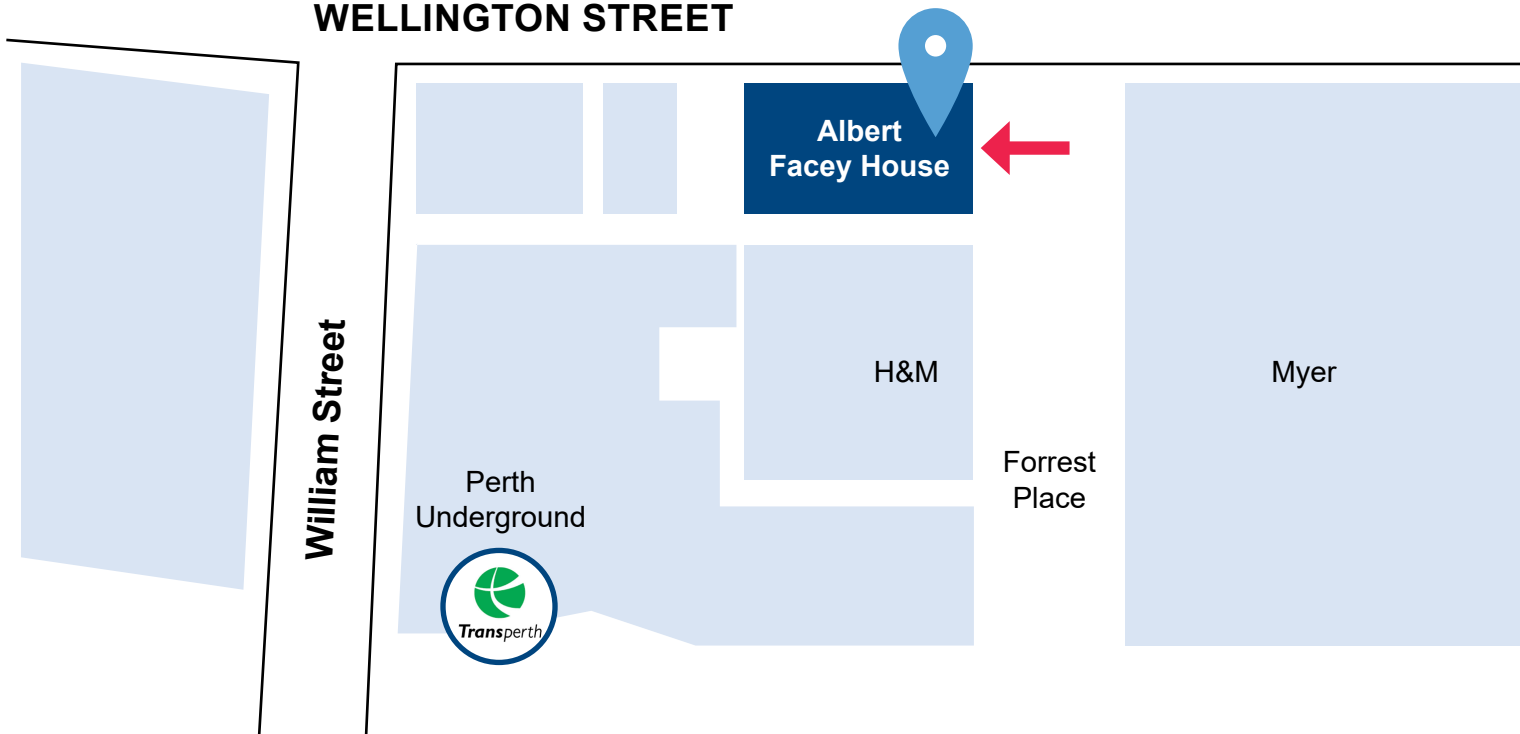 WELLINGTON STREET
Albert
Facey House
H&M
Myer
William Street
Forrest
Place
Perth
Underground
Transperth